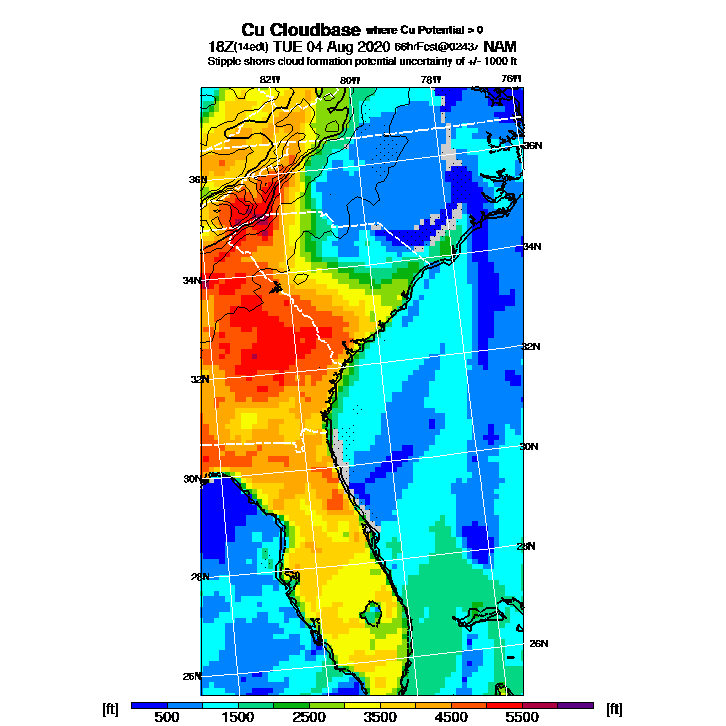 Cu Cloudbase where Cu Potential > 0
18Z(14edt) TUE 04 Aug 2020 66hrFcst@0243z NAM
Stipple shows cloud formation potential uncertainty of +/- 1000 ft
82W 80W 78W 76W
36N
36N
34N
34N
32N
32N
30N
30N
28N
28N
26N
26N
[ft] 500 1500 2500 3500 4500 5500 [ft]